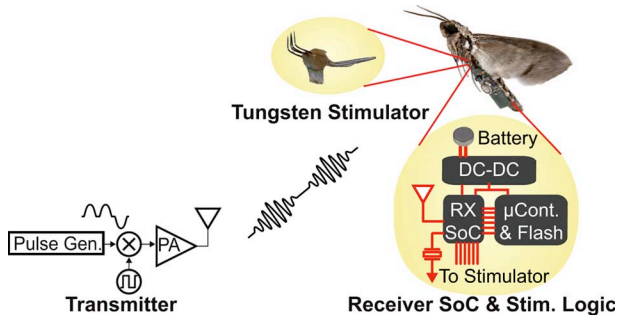 Tungsten Stimulator
Battery
DC-DC
RX
SoC
μCont.
& Flash
To Stimulator
Receiver SoC & Stim. Logic
Pulse Gen.
PA
Transmitter